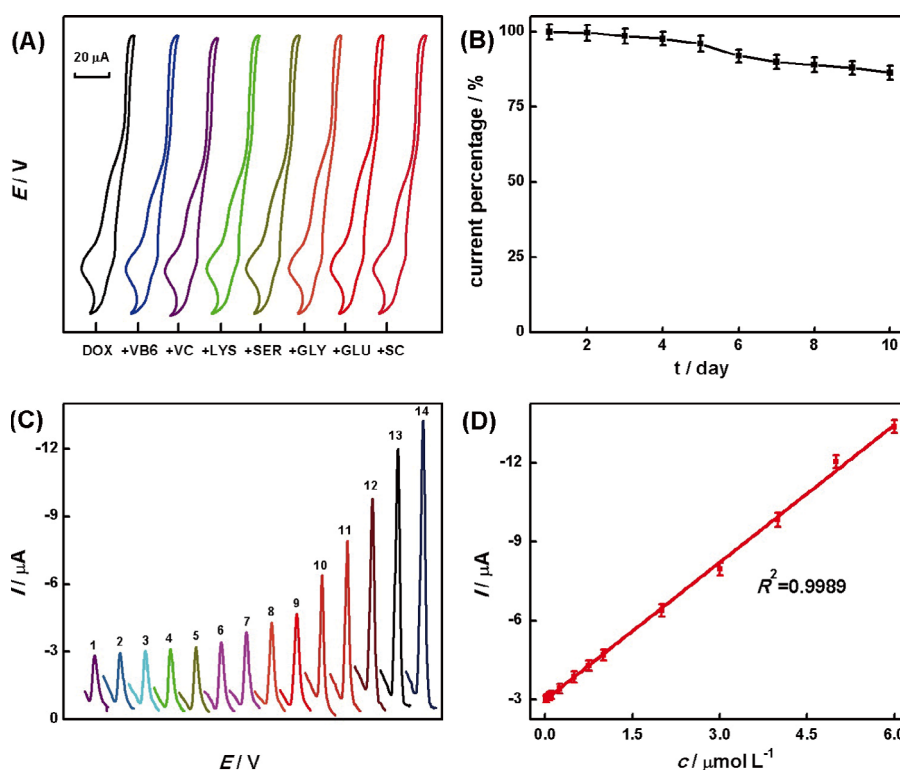 (A)
20 µA
E / V
DOX +VB6 +VC +LYS +SER +GLY +GLU +SC
(B)
100
75
50
25
0
current percentage / %
2 4 6 8 10
t / day
(C)
-12
-9
-6
-3
0
I / µA
1 2 3 4 5 6 7 8 9 10 11 12 13 14
E / V
(D)
-12
-9
-6
-3
I / µA
R²=0.9989
0.0 1.5 3.0 4.5 6.0
c / µmol L⁻¹